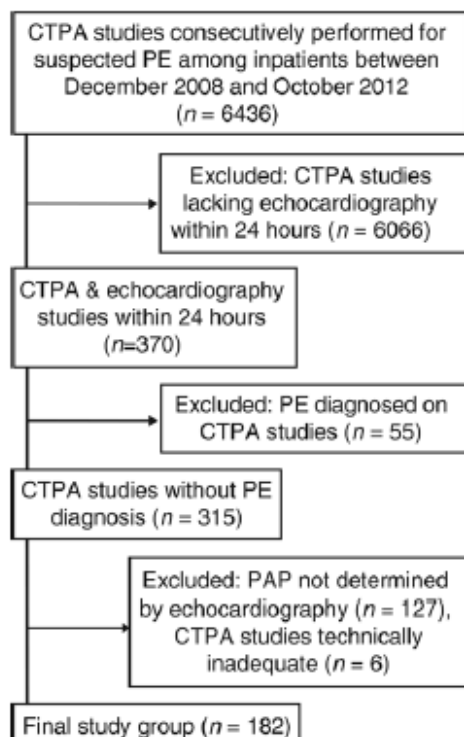 CTPA studies consecutively performed for
suspected PE among inpatients between
December 2008 and October 2012
(n = 6436)
Excluded: CTPA studies
lacking echocardiography
within 24 hours (n = 6066)
CTPA & echocardiography
studies within 24 hours
(n=370)
Excluded: PE diagnosed on
CTPA studies (n = 55)
CTPA studies without PE
diagnosis (n = 315)
Excluded: PAP not determined
by echocardiography (n = 127),
CTPA studies technically
inadequate (n = 6)
Final study group (n = 182)